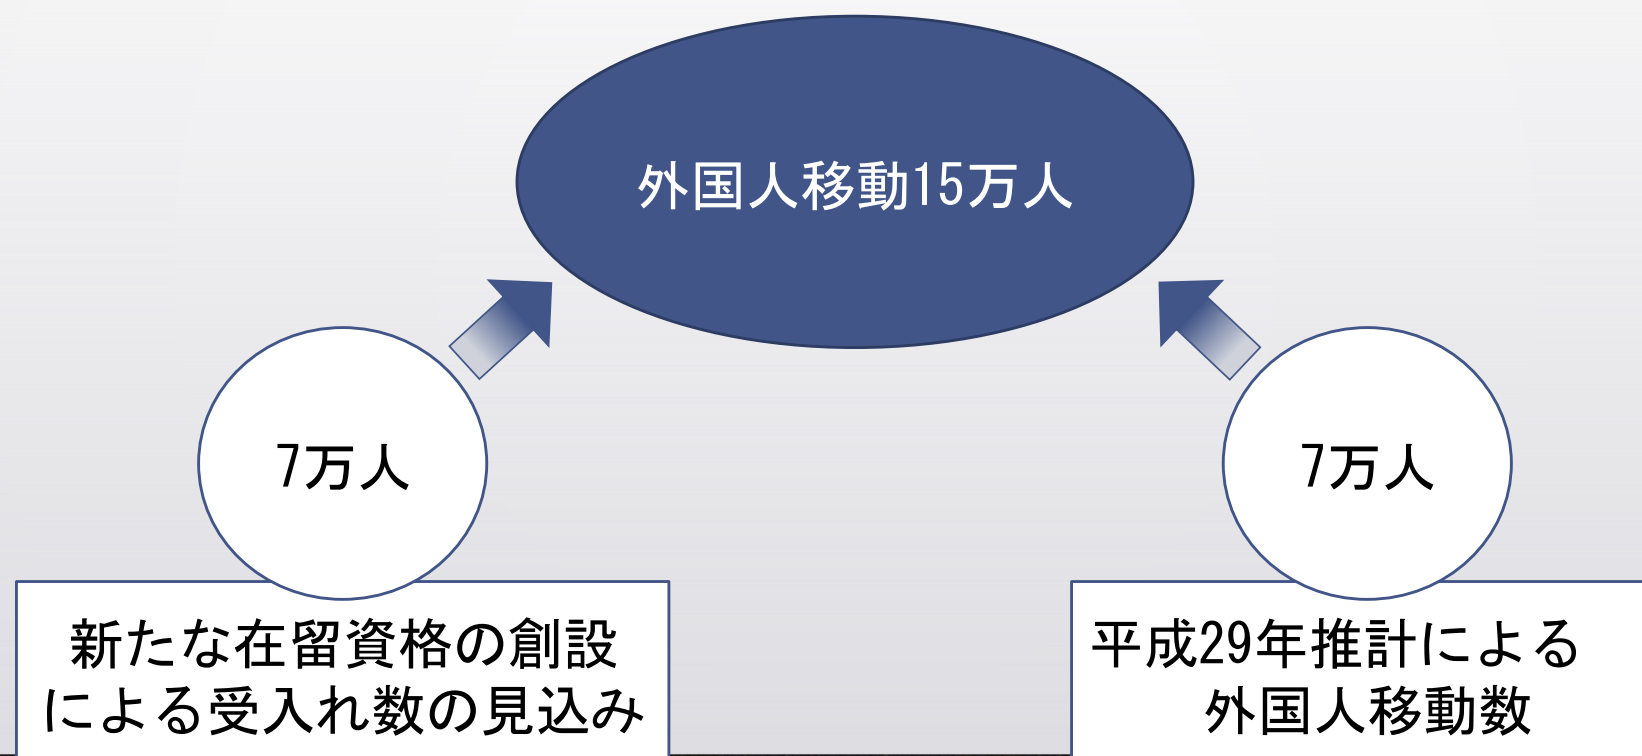 外国人移動15万人
7万人
7万人
新たな在留資格の創設
による受入れ数の見込み
平成29年推計による
外国人移動数